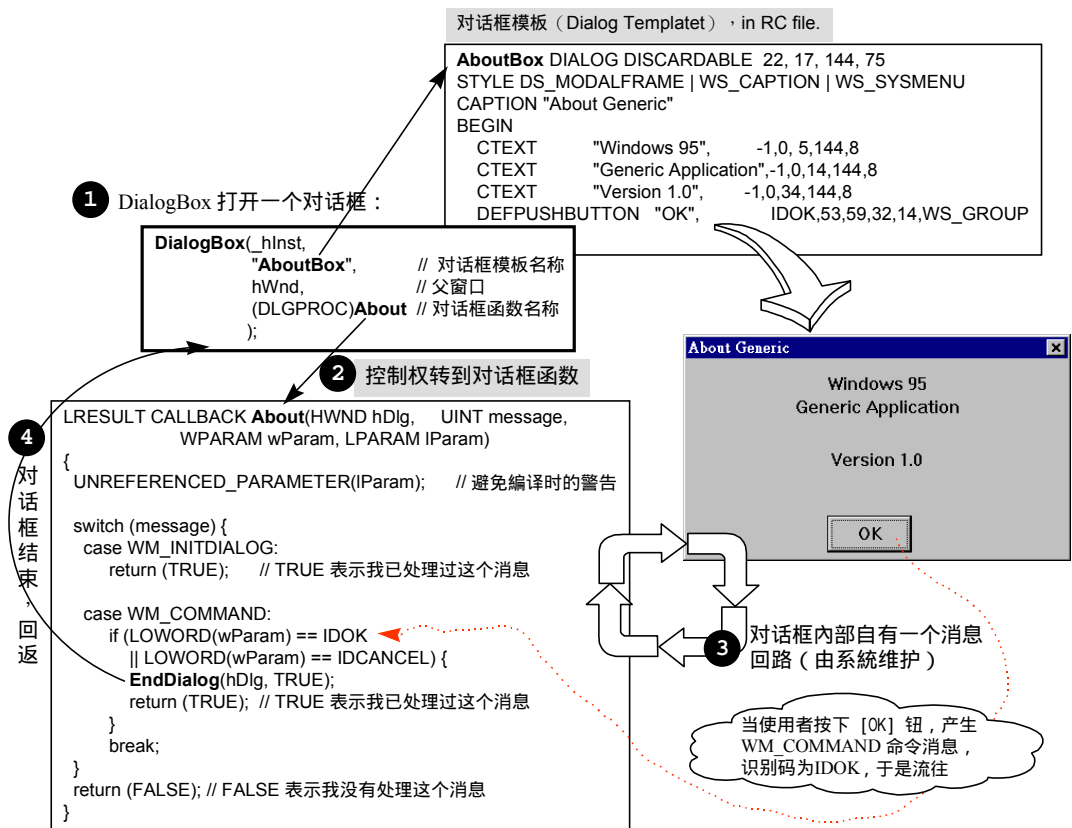 对话框模板（Dialog Templatet），in RC file.
AboutBox DIALOG DISCARDABLE 22, 17, 144, 75
STYLE DS_MODALFRAME | WS_CAPTION | WS_SYSMENU
CAPTION "About Generic"
BEGIN
CTEXT "Windows 95", -1,0, 5,144,8
CTEXT "Generic Application",-1,0,14,144,8
CTEXT "Version 1.0", -1,0,34,144,8
DEFPUSHBUTTON "OK", IDOK,53,59,32,14,WS_GROUP
1 DialogBox 打开一个对话框：
DialogBox(_hInst,
"AboutBox", // 对话框模板名称
hWnd, // 父窗口
(DLGPROC)About // 对话框函数名称
);
2 控制权转到对话框函数
LRESULT CALLBACK About(HWND hDlg, UINT message,
WPARAM wParam, LPARAM lParam)
{
UNREFERENCED_PARAMETER(lParam); // 避免編译时的警告
switch (message) {
case WM_INITDIALOG:
return (TRUE); // TRUE 表示我已处理过这个消息
case WM_COMMAND:
if (LOWORD(wParam) == IDOK
|| LOWORD(wParam) == IDCANCEL) {
EndDialog(hDlg, TRUE);
return (TRUE); // TRUE 表示我已处理过这个消息
}
break;
}
return (FALSE); // FALSE 表示我没有处理这个消息
}
4
对话框结束，回返
About Generic
Windows 95
Generic Application
Version 1.0
OK
3 对话框內部自有一个消息
回路（由系統维护）
当使用者按下 [OK] 钮，产生
WM_COMMAND 命令消息，
识别码为IDOK，于是流往